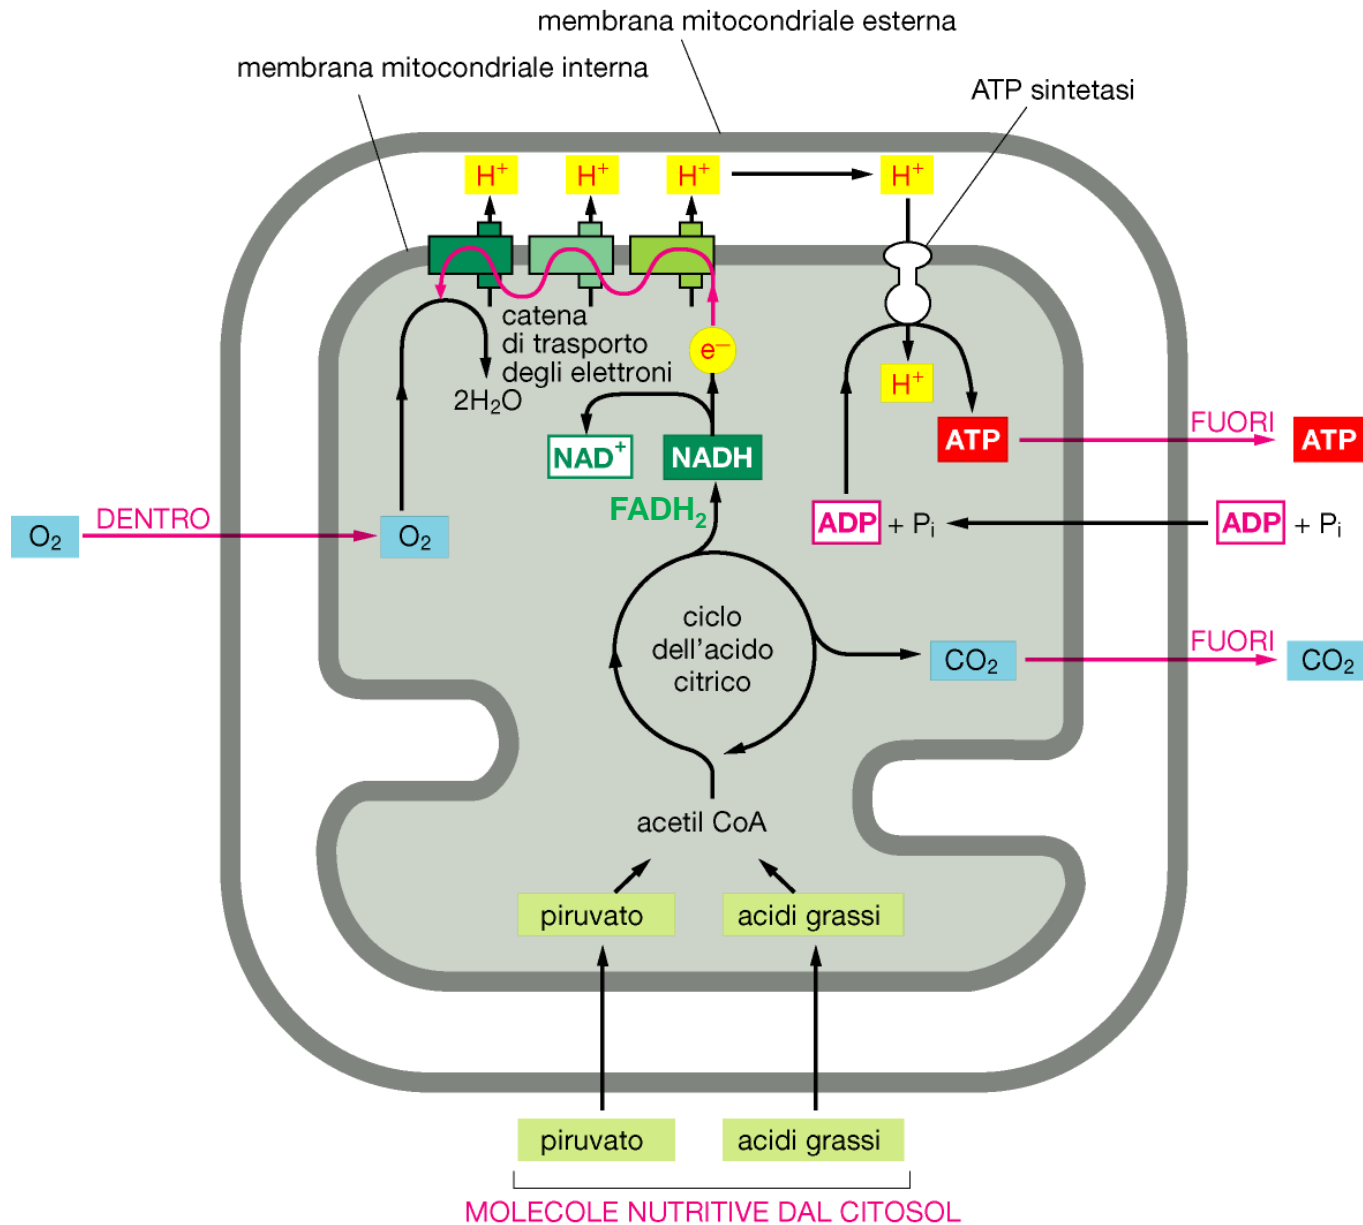 membrana mitocondriale esterna
membrana mitocondriale interna
ATP sintetasi
H⁺
H⁺
H⁺
H⁺
catena
di trasporto
degli elettroni
e⁻
2H₂O
H⁺
NAD⁺
NADH
FADH₂
ATP
FUORI
ATP
O₂
DENTRO
O₂
ADP + Pᵢ
ADP + Pᵢ
ciclo
dell'acido
citrico
CO₂
FUORI
CO₂
acetil CoA
piruvato
acidi grassi
piruvato
acidi grassi
MOLECOLE NUTRITIVE DAL CITOSOL